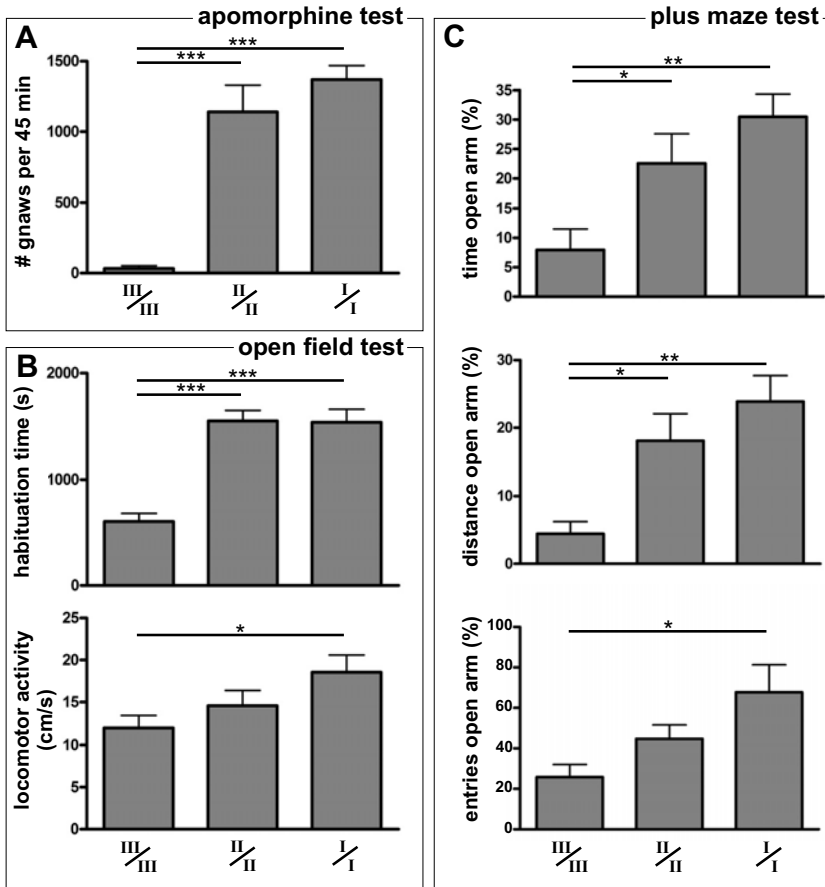 A
apomorphine test
***
***
# gnaws per 45 min
1500
1000
500
0
III/III
II/II
I/I
B
open field test
***
***
habituation time (s)
2000
1000
0
*
locomotor activity
(cm/s)
25
20
15
10
5
0
III/III
II/II
I/I
C
plus maze test
**
*
time open arm (%)
35
30
25
20
15
10
5
0
**
*
distance open arm (%)
30
20
10
0
*
entries open arm (%)
100
80
60
40
20
0
III/III
II/II
I/I